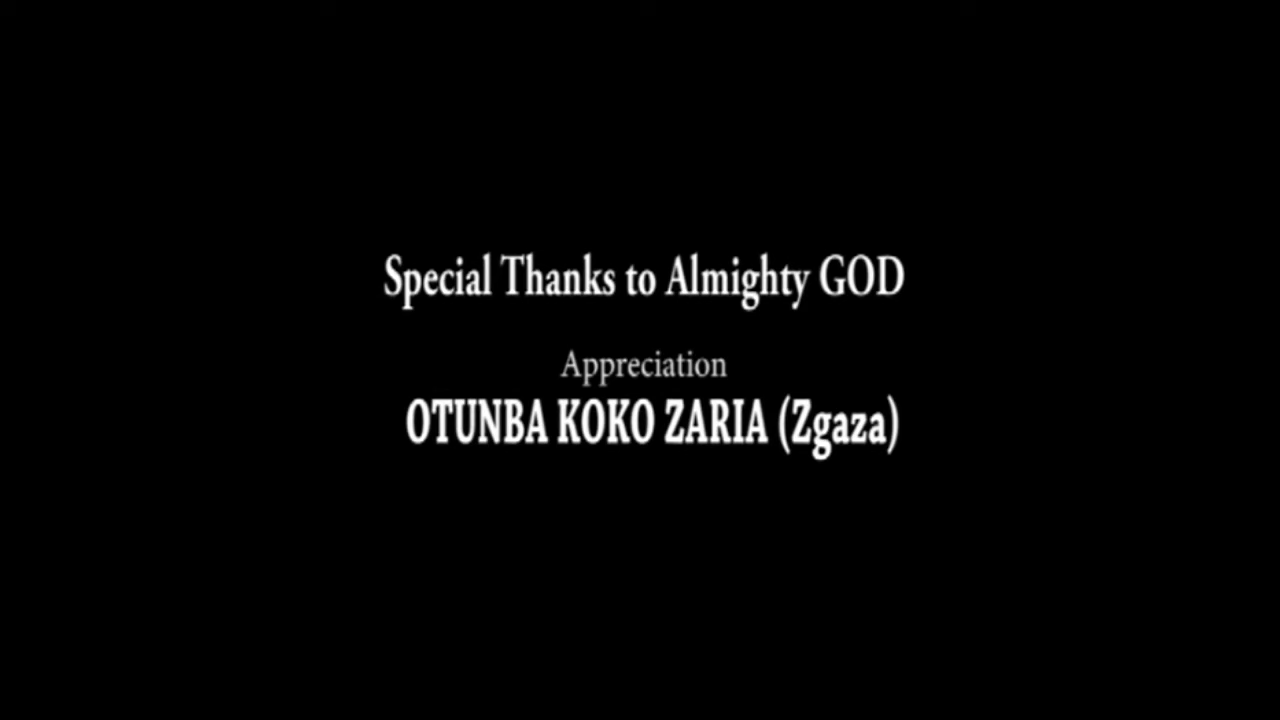 Special Thanks to Almighty GOD
Appreciation
OTUNBA KOKO ZARIA (Zgaza)